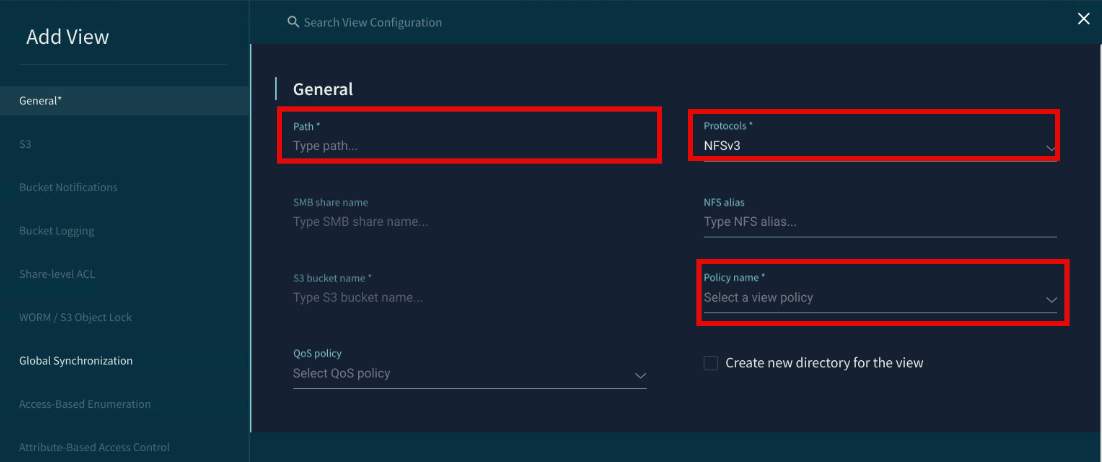 Add View
Search View Configuration
General*
S3
Bucket Notifications
Bucket Logging
Share-level ACL
WORM / S3 Object Lock
Global Synchronization
Access-Based Enumeration
Attribute-Based Access Control
General
Path *
Type path...
Protocols *
NFSv3
SMB share name
Type SMB share name...
NFS alias
Type NFS alias...
S3 bucket name *
Type S3 bucket name...
Policy name *
Select a view policy
QoS policy
Select QoS policy
Create new directory for the view